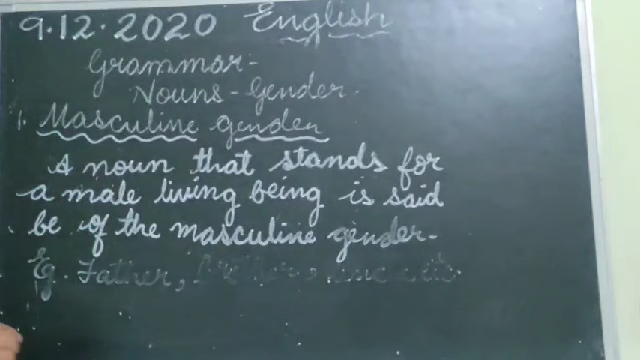 9.12.2020 English
Grammar-
Nouns-Gender.
1. Masculine gender
A noun that stands for
a male living being is said
be of the masculine gender-
Eg. Father, Brother,